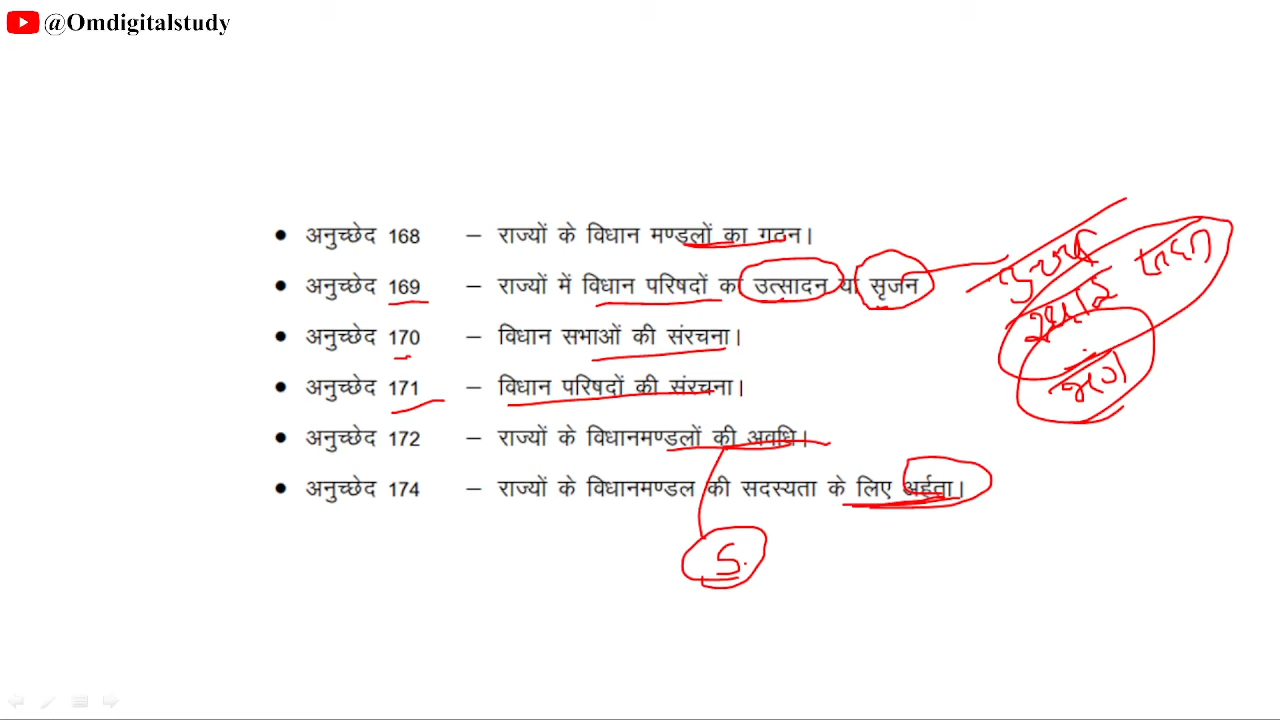 @Omdigitalstudy
• अनुच्छेद 168 – राज्यों के विधान मण्डलों का गठन।
• अनुच्छेद 169 – राज्यों में विधान परिषदों का उत्सादन या सृजन
• अनुच्छेद 170 – विधान सभाओं की संरचना।
• अनुच्छेद 171 – विधान परिषदों की संरचना।
• अनुच्छेद 172 – राज्यों के विधानमण्डलों की अवधि।
• अनुच्छेद 174 – राज्यों के विधानमण्डल की सदस्यता के लिए अर्हता।
5.